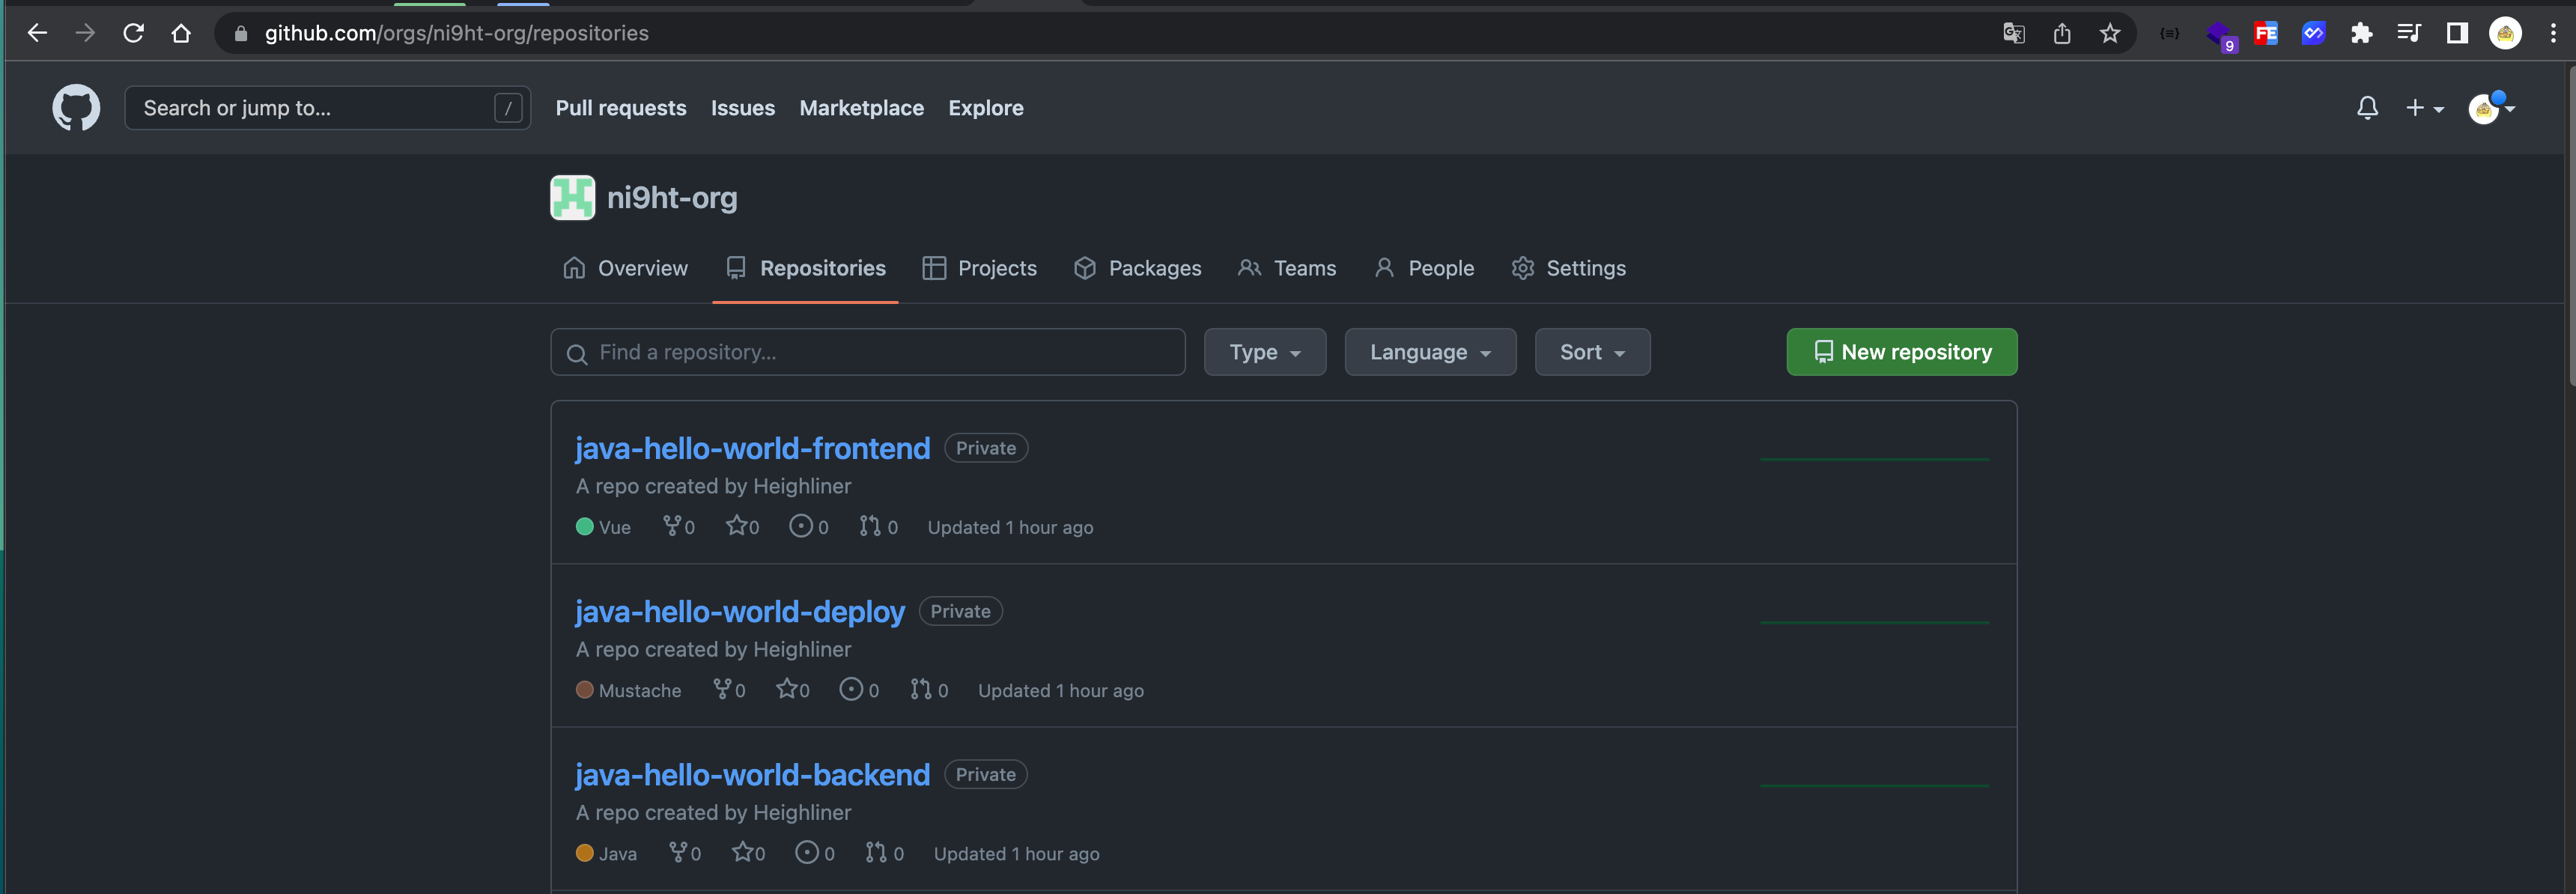 github.com/orgs/ni9ht-org/repositories
9
FE
Search or jump to...
/
Pull requests
Issues
Marketplace
Explore
ni9ht-org
Overview
Repositories
Projects
Packages
Teams
People
Settings
Find a repository...
Type
Language
Sort
New repository
java-hello-world-frontend Private
A repo created by Heighliner
Vue 0 0 0 0 Updated 1 hour ago
java-hello-world-deploy Private
A repo created by Heighliner
Mustache 0 0 0 0 Updated 1 hour ago
java-hello-world-backend Private
A repo created by Heighliner
Java 0 0 0 0 Updated 1 hour ago